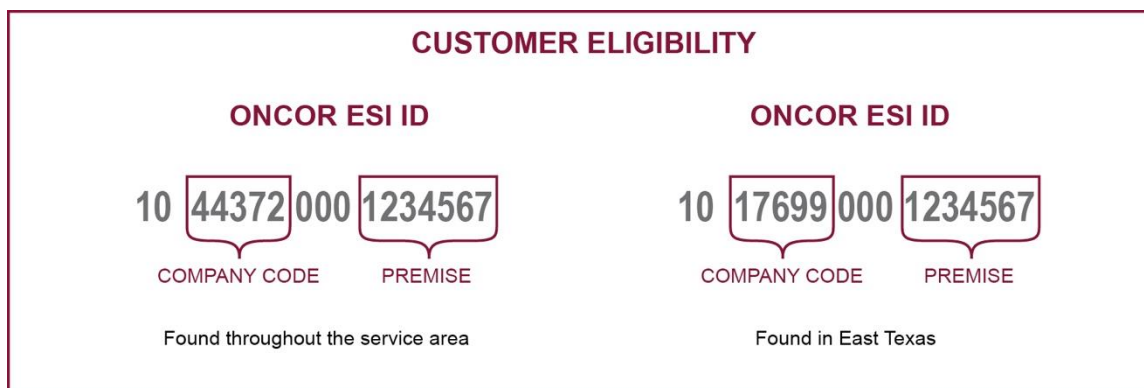 CUSTOMER ELIGIBILITY
ONCOR ESI ID
10 44372 000 1234567
COMPANY CODE PREMISE
Found throughout the service area
ONCOR ESI ID
10 17699 000 1234567
COMPANY CODE PREMISE
Found in East Texas